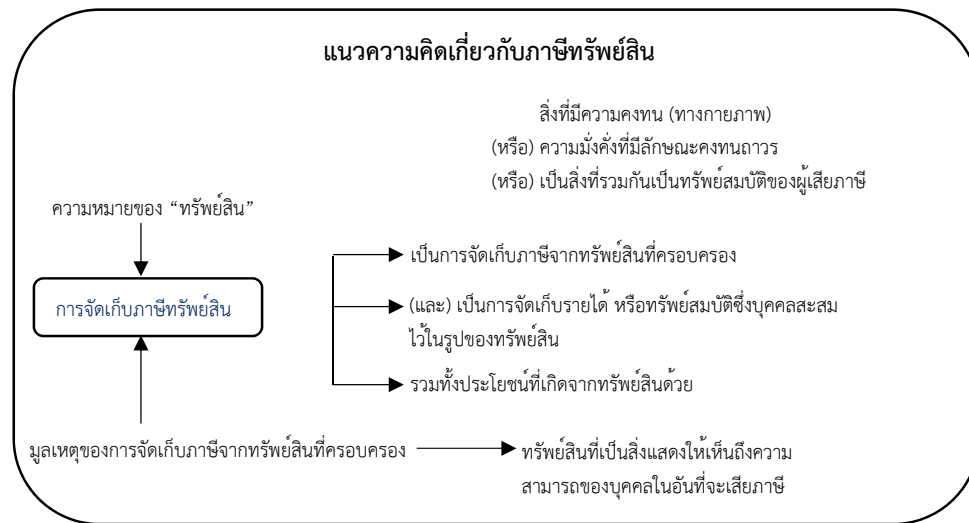 แนวความคิดเกี่ยวกับภาษีทรัพย์สิน
สิ่งที่มีความคงทน (ทางกายภาพ)
(หรือ) ความมั่งคั่งที่มีลักษณะคงทนถาวร
(หรือ) เป็นสิ่งที่รวมกันเป็นทรัพย์สมบัติของผู้เสียภาษี
ความหมายของ “ทรัพย์สิน”
เป็นการจัดเก็บภาษีจากทรัพย์สินที่ครอบครอง
การจัดเก็บภาษีทรัพย์สิน
(และ) เป็นการจัดเก็บรายได้ หรือทรัพย์สมบัติซึ่งบุคคลสะสม
ไว้ในรูปของทรัพย์สิน
รวมทั้งประโยชน์ที่เกิดจากทรัพย์สินด้วย
มูลเหตุของการจัดเก็บภาษีจากทรัพย์สินที่ครอบครอง
ทรัพย์สินที่เป็นสิ่งแสดงให้เห็นถึงความ
สามารถของบุคคลในอันที่จะเสียภาษี